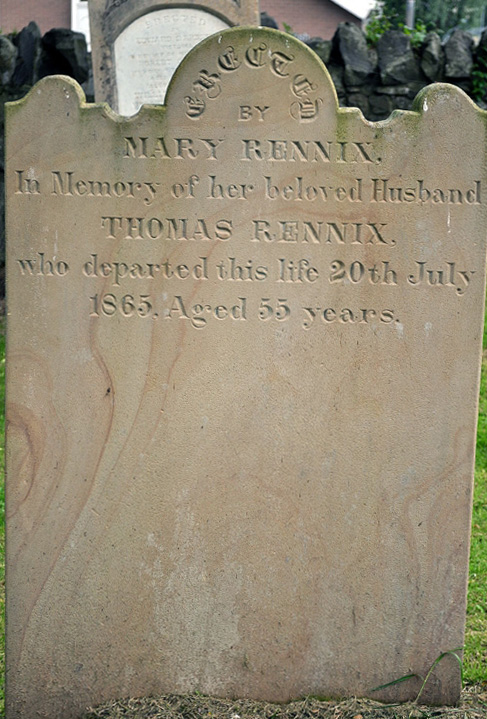 ERECTED
BY
MARY RENNIX.
In Memory of her beloved Husband
THOMAS RENNIX,
who departed this life 20th July
1865, Aged 55 years.
ERECTED